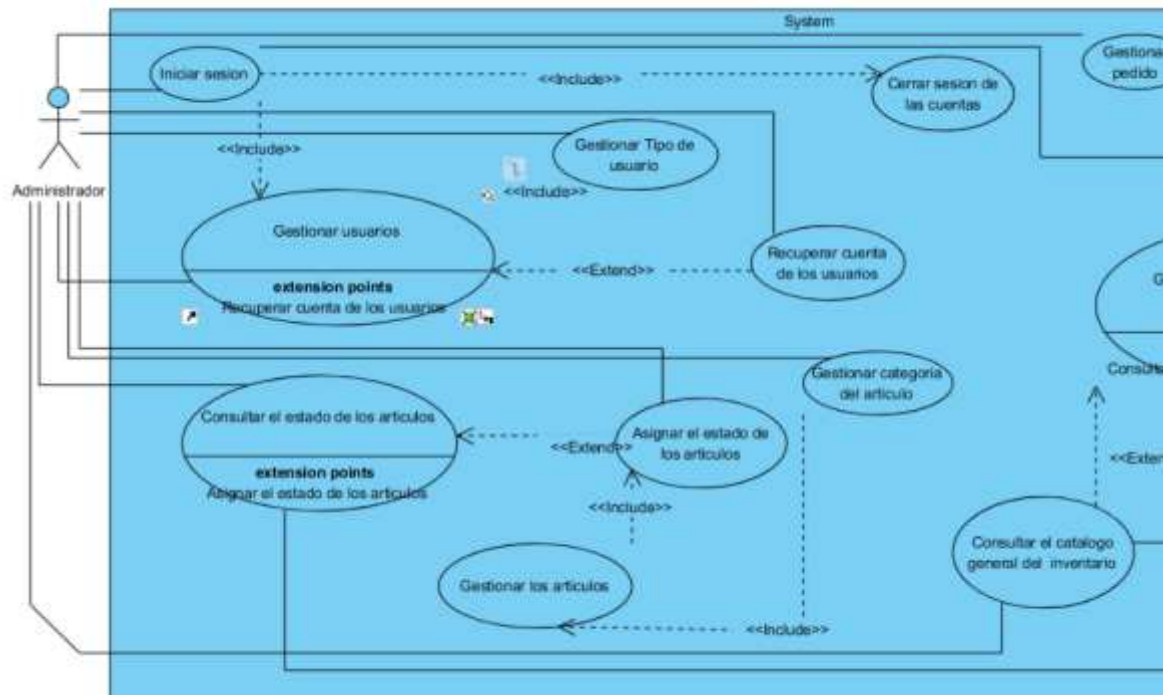 System
Iniciar sesion
<<Include>>
Cerrar sesion de
las cuentas
Gestionar
pedido
<<Include>>
Gestionar Tipo de
usuario
<<Include>>
Administrador
Gestionar usuarios
extension points
Recuperar cuenta de los usuarios
<<Extend>>
Recuperar cuenta
de los usuarios
G
Consulta
Gestionar categoria
del articulo
Consultar el estado de los articulos
extension points
Asignar el estado de los articulos
<<Extend>>
Asignar el estado de
los articulos
<<Exten
<<Include>>
Gestionar los articulos
Consultar el catalogo
general del inventario
<<Include>>